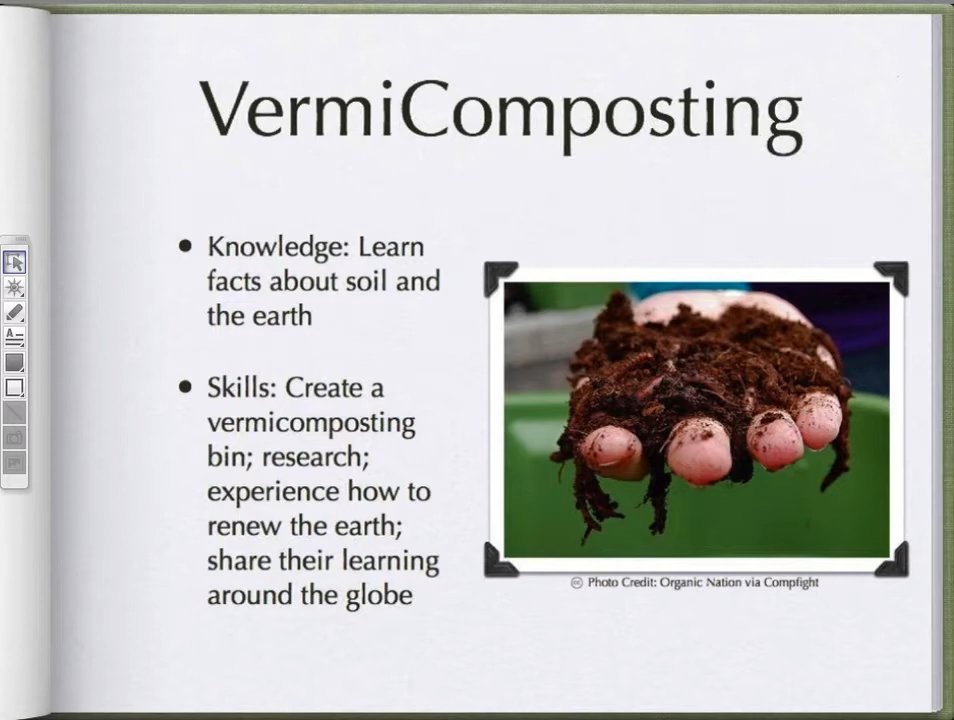 VermiComposting
• Knowledge: Learn
facts about soil and
the earth
• Skills: Create a
vermicomposting
bin; research;
experience how to
renew the earth;
share their learning
around the globe
🅭 Photo Credit: Organic Nation via Compfight